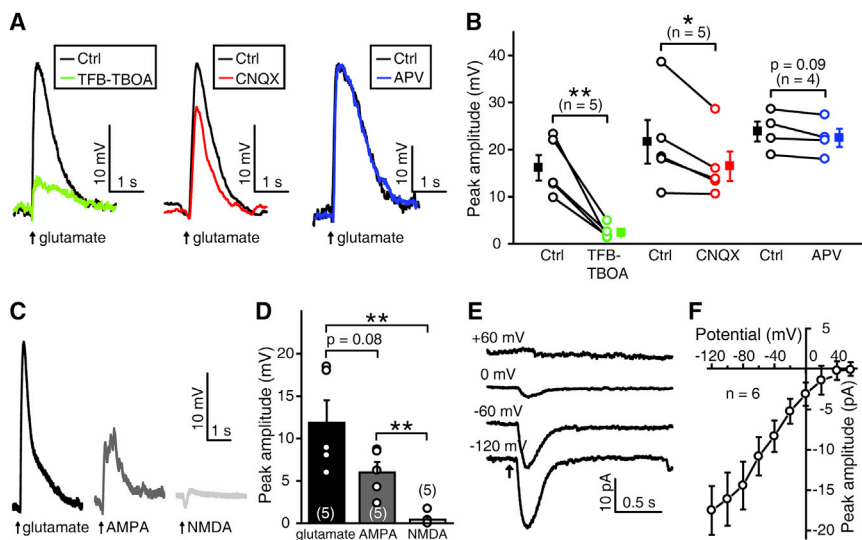 A
Ctrl
TFB-TBOA
10 mV
1 s
glutamate
Ctrl
CNQX
10 mV
1 s
glutamate
Ctrl
APV
10 mV
1 s
glutamate
B
Peak amplitude (mV)
40
30
20
10
0
**
(n = 5)
*
(n = 5)
p = 0.09
(n = 4)
Ctrl
TFB-
TBOA
Ctrl
CNQX
Ctrl
APV
C
10 mV
1 s
glutamate
AMPA
NMDA
D
Peak amplitude (mV)
20
15
10
5
0
**
p = 0.08
**
(5)
(5)
(5)
glutamate
AMPA
NMDA
E
+60 mV
0 mV
-60 mV
-120 mV
10 pA
0.5 s
F
Potential (mV)
-120
-80
-40
0
40
5
-5
-10
-15
-20
n = 6
Peak amplitude (pA)